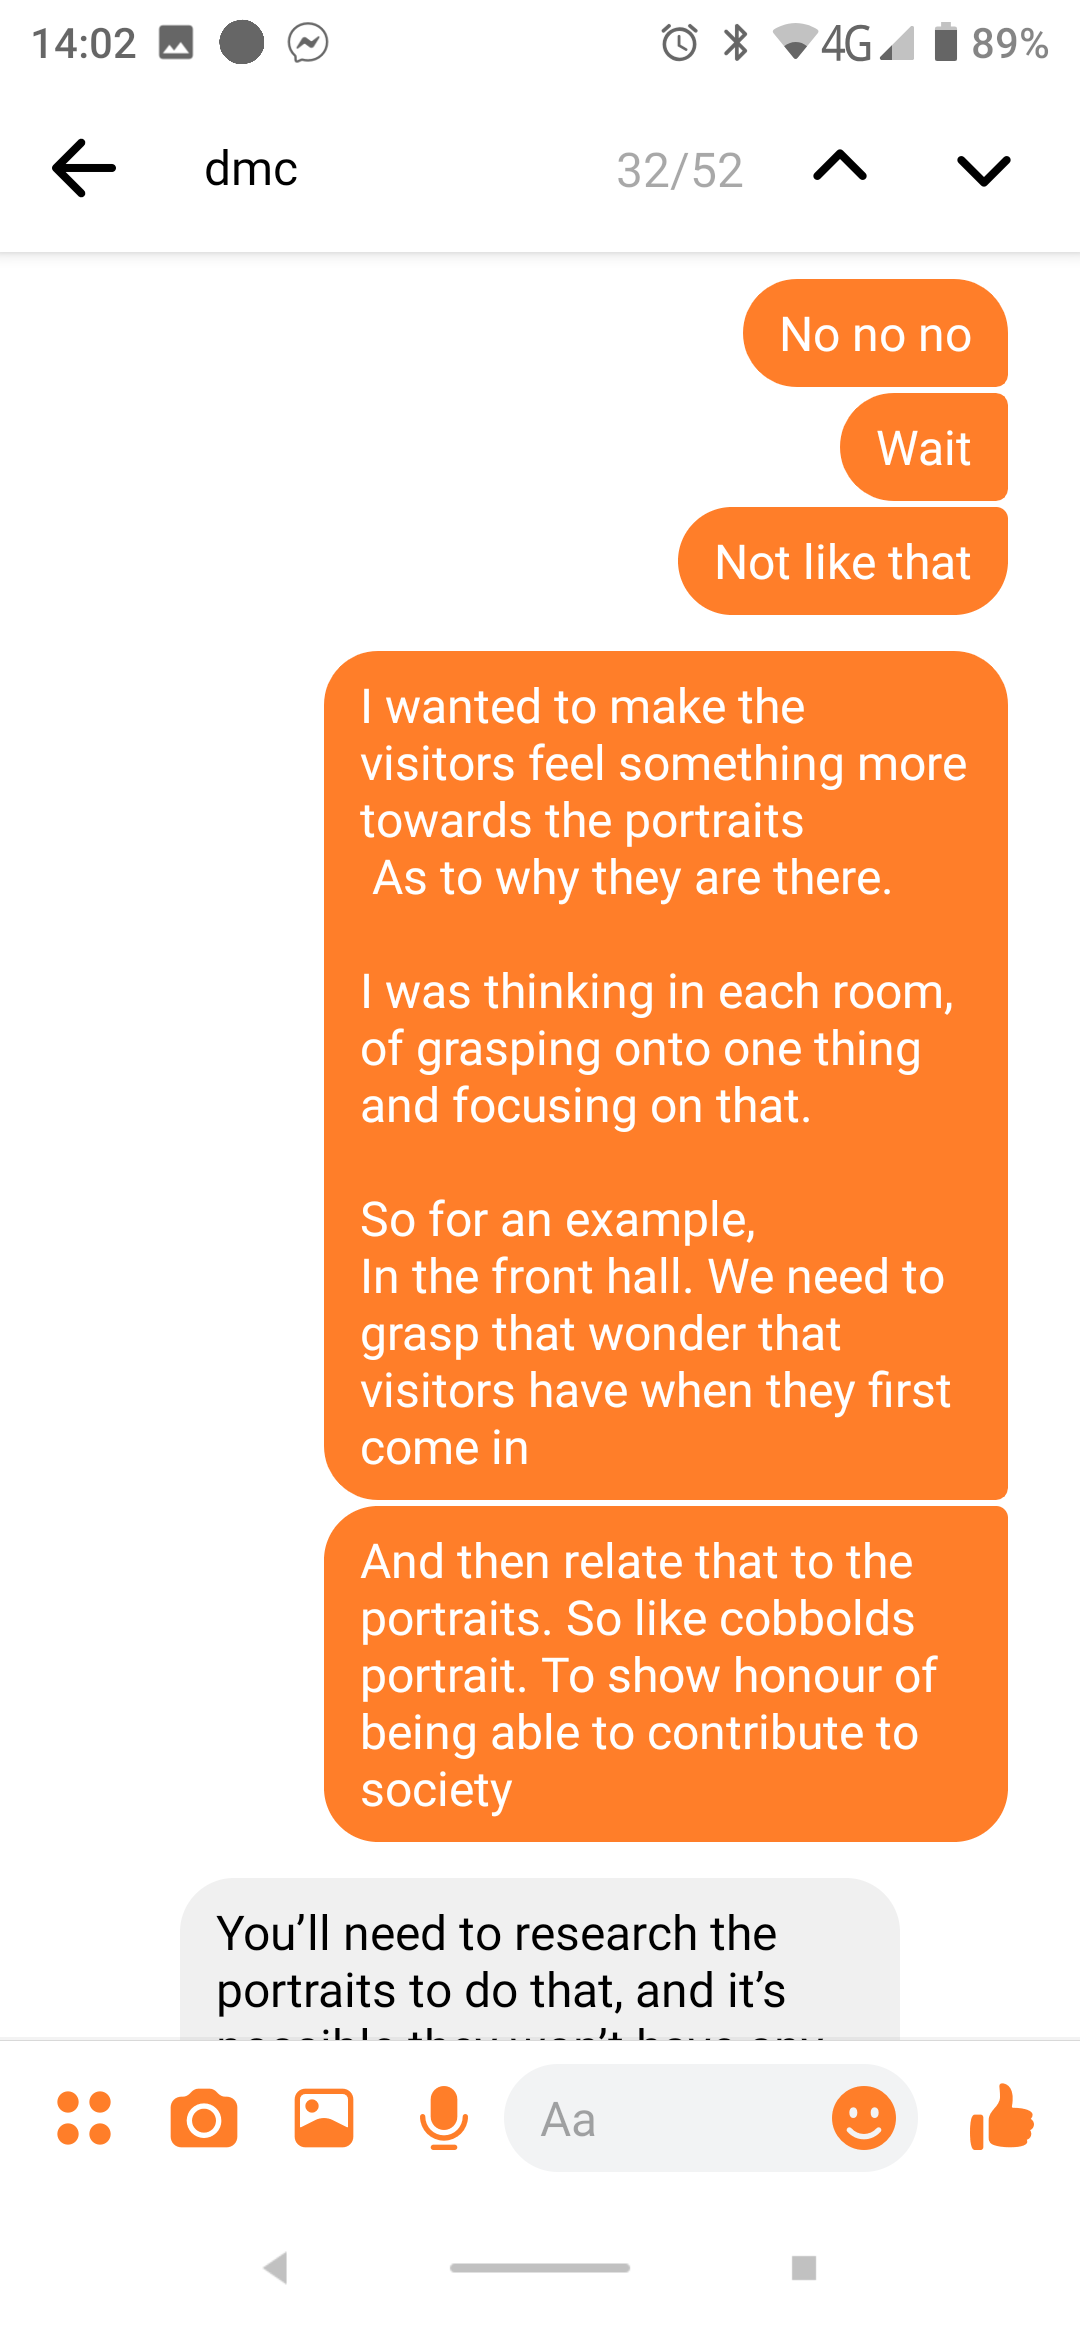 14:02 4G 89%
dmc 32/52
No no no
Wait
Not like that
I wanted to make the
visitors feel something more
towards the portraits
As to why they are there.
I was thinking in each room,
of grasping onto one thing
and focusing on that.
So for an example,
In the front hall. We need to
grasp that wonder that
visitors have when they first
come in
And then relate that to the
portraits. So like cobbolds
portrait. To show honour of
being able to contribute to
society
You’ll need to research the
portraits to do that, and it’s
possible they won’t have any
Aa